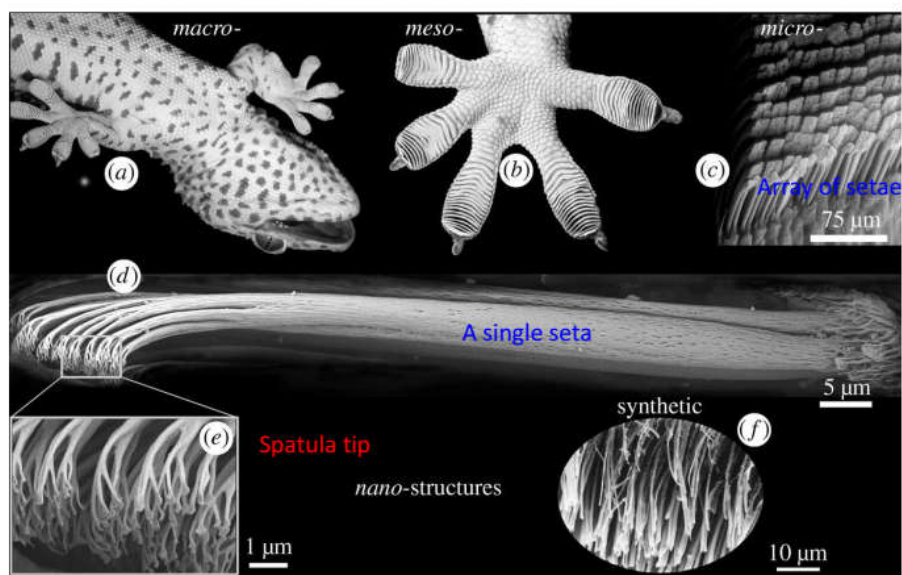 macro-
meso-
micro-
(a)
(b)
(c)
Array of setae
75 µm
(d)
A single seta
5 µm
synthetic
(e)
Spatula tip
(f)
nano-structures
1 µm
10 µm